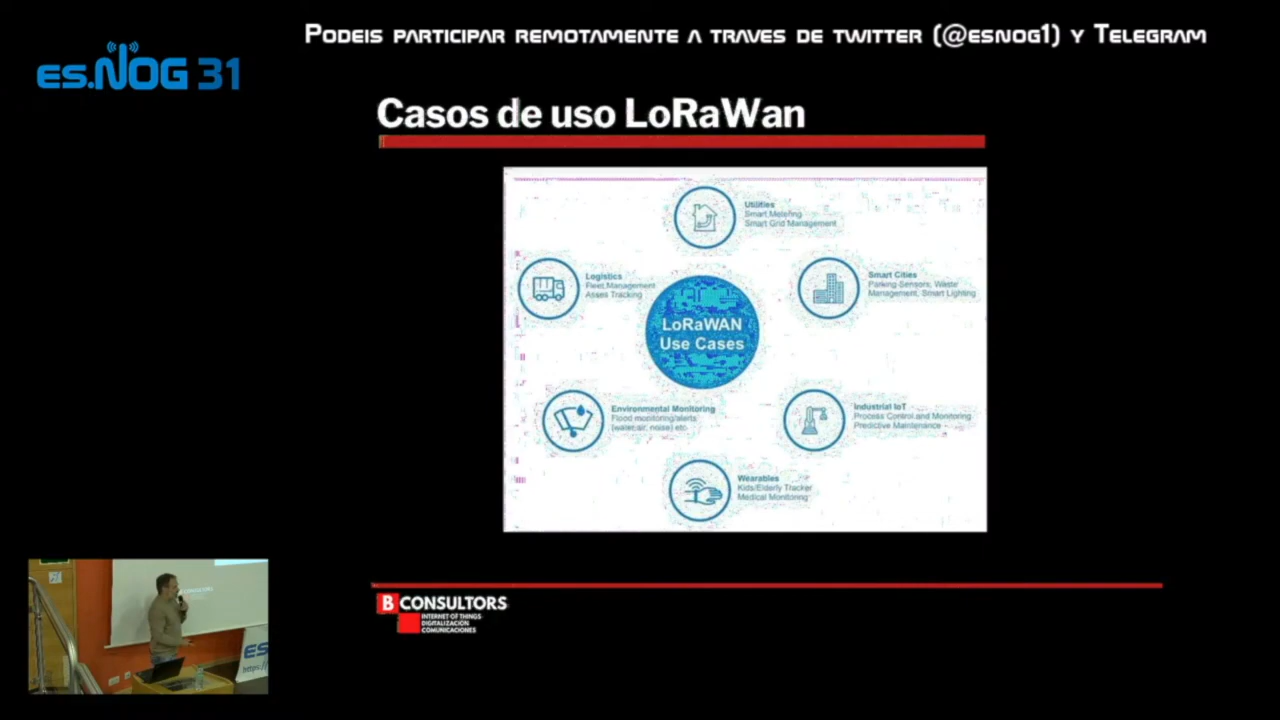 PODEIS PARTICIPAR REMOTAMENTE A TRAVES DE TWITTER (@ESNOG1) Y TELEGRAM
es.NOG 31
Casos de uso LoRaWan
Utilities
Smart Metering
Smart Grid Management
Logistics
Fleet Management
Asses Tracking
Smart Cities
Parking Sensors, Waste
Management, Smart Lighting
LoRaWAN
Use Cases
Environmental Monitoring
Flood monitoring/alerts
(water, air, noise) etc
Industrial IoT
Process Control and Monitoring
Predictive Maintenance
Wearables
Kids/Elderly Tracker
Medical Monitoring
B CONSULTORS
INTERNET OF THINGS
DIGITALIZACIÓN
COMUNICACIONES
ES